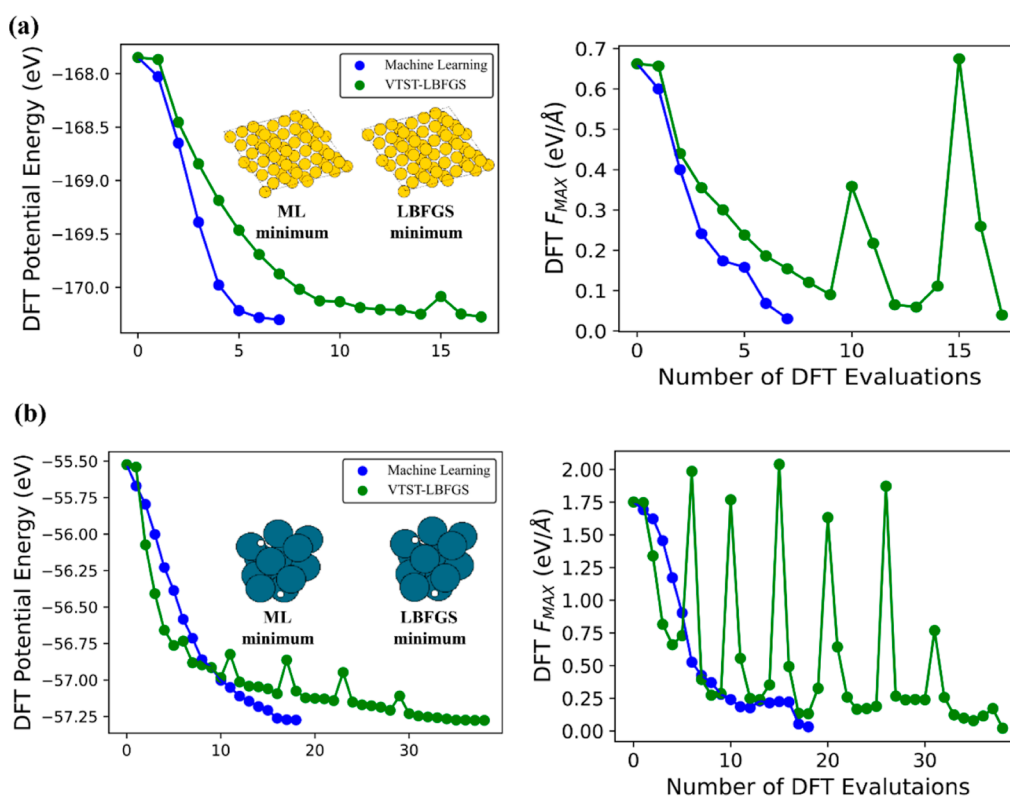 (a)
DFT Potential Energy (eV)
−168.0
−168.5
−169.0
−169.5
−170.0
0 5 10 15
Machine Learning
VTST-LBFGS
ML
minimum
LBFGS
minimum
DFT F_MAX (eV/Å)
0.7
0.6
0.5
0.4
0.3
0.2
0.1
0.0
0 5 10 15
Number of DFT Evaluations
(b)
DFT Potential Energy (eV)
−55.50
−55.75
−56.00
−56.25
−56.50
−56.75
−57.00
−57.25
0 10 20 30
Machine Learning
VTST-LBFGS
ML
minimum
LBFGS
minimum
DFT F_MAX (eV/Å)
2.00
1.75
1.50
1.25
1.00
0.75
0.50
0.25
0.00
0 10 20 30
Number of DFT Evalutaions